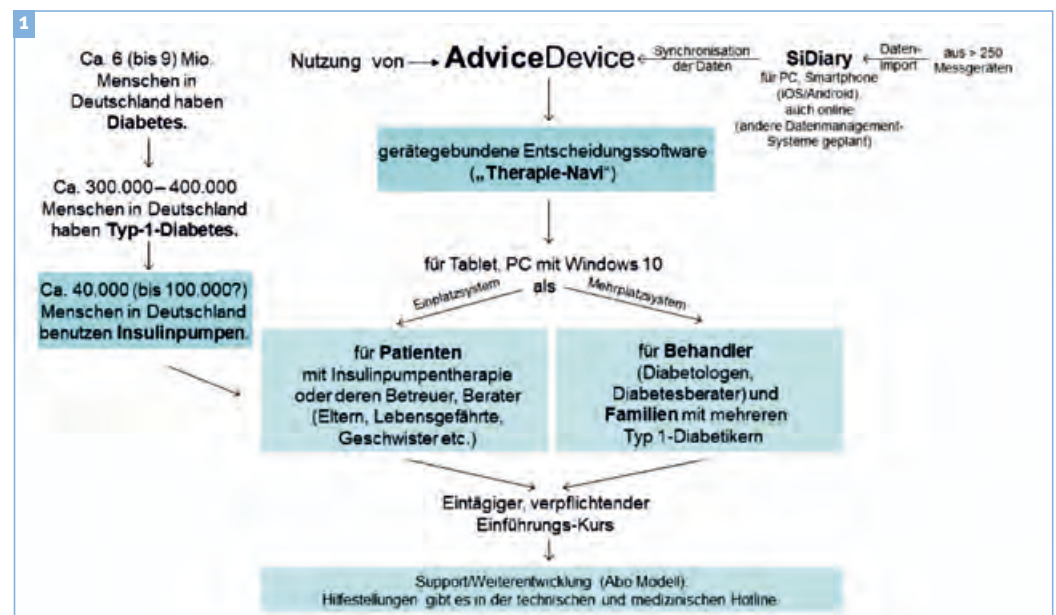 1
Ca. 6 (bis 9) Mio.
Menschen in
Deutschland haben
Diabetes.
Ca. 300.000–400.000
Menschen in Deutschland
haben Typ-1-Diabetes.
Ca. 40.000 (bis 100.000?)
Menschen in Deutschland
benutzen Insulinpumpen.
Nutzung von
AdviceDevice
Synchronisation
der Daten
SiDiary
für PC, Smartphone
(iOS/Android)
auch online
(andere Datenmanagement-
Systeme geplant)
Daten-
import
aus > 250
Messgeräten
gerätegebundene Entscheidungssoftware
(„Therapie-Navi“)
für Tablet, PC mit Windows 10
als
Einplatzsystem
Mehrplatzsystem
für Patienten
mit Insulinpumpentherapie
oder deren Betreuer, Berater
(Eltern, Lebensgefährte,
Geschwister etc.)
für Behandler
(Diabetologen,
Diabetesberater) und
Familien mit mehreren
Typ 1-Diabetikern
Eintägiger, verpflichtender
Einführungs-Kurs
Support/Weiterentwicklung (Abo Modell):
Hilfestellungen gibt es in der technischen und medizinischen Hotline